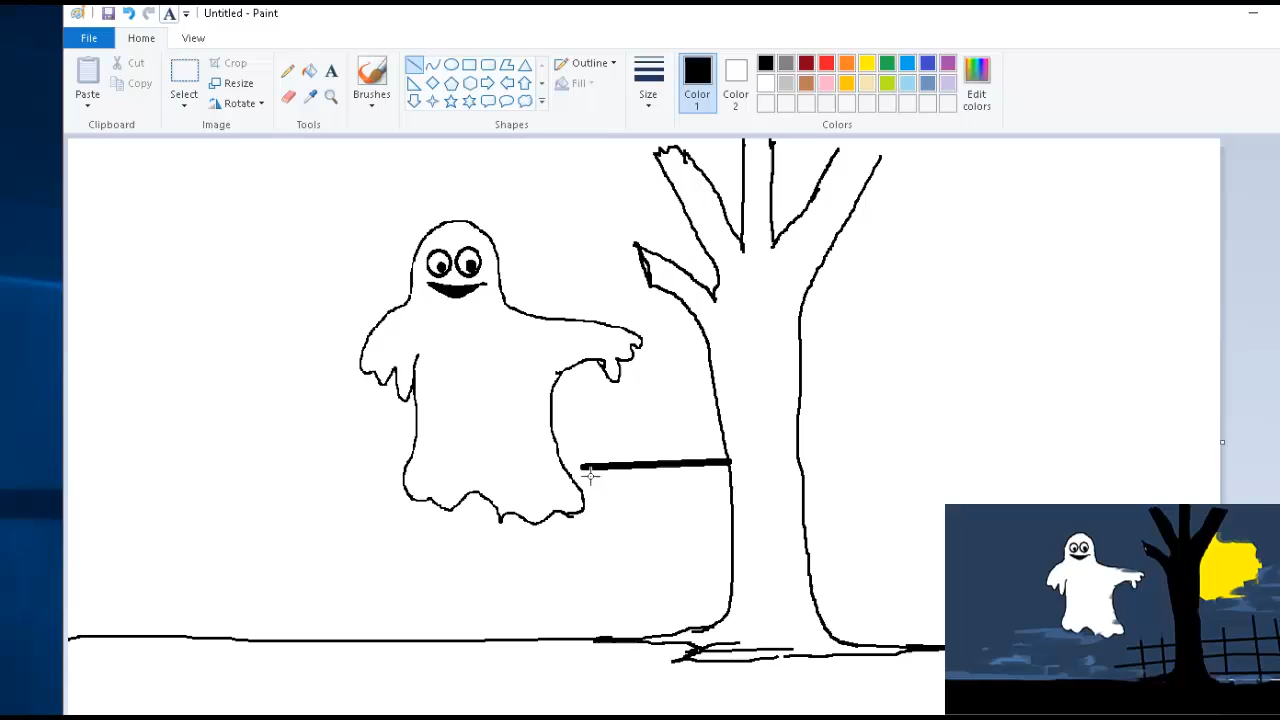 A Untitled - Paint
File Home View
Paste Cut Copy
Clipboard
Select Crop Resize Rotate
Image
A
Tools
Brushes
Outline
Fill
Shapes
Size
Color 1
Color 2
Edit colors
Colors